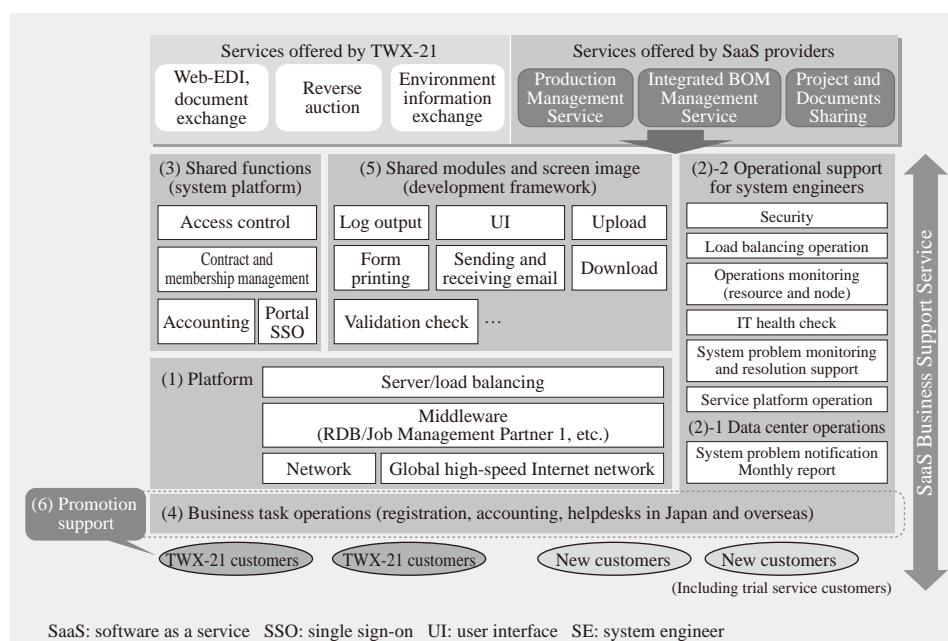 Services offered by TWX-21
Web-EDI,
document
exchange
Reverse
auction
Environment
information
exchange
Services offered by SaaS providers
Production
Management
Service
Integrated BOM
Management
Service
Project and
Documents
Sharing
(3) Shared functions
(system platform)
Access control
Contract and
membership management
Accounting
Portal
SSO
(5) Shared modules and screen image
(development framework)
Log output
UI
Upload
Form
printing
Sending and
receiving email
Download
Validation check
...
(2)-2 Operational support
for system engineers
Security
Load balancing operation
Operations monitoring
(resource and node)
IT health check
System problem monitoring
and resolution support
Service platform operation
(2)-1 Data center operations
System problem notification
Monthly report
(1) Platform
Server/load balancing
Middleware
(RDB/Job Management Partner 1, etc.)
Network
Global high-speed Internet network
SaaS Business Support Service
(6) Promotion
support
(4) Business task operations (registration, accounting, helpdesks in Japan and overseas)
TWX-21 customers
TWX-21 customers
New customers
New customers
(Including trial service customers)
SaaS: software as a service SSO: single sign-on UI: user interface SE: system engineer